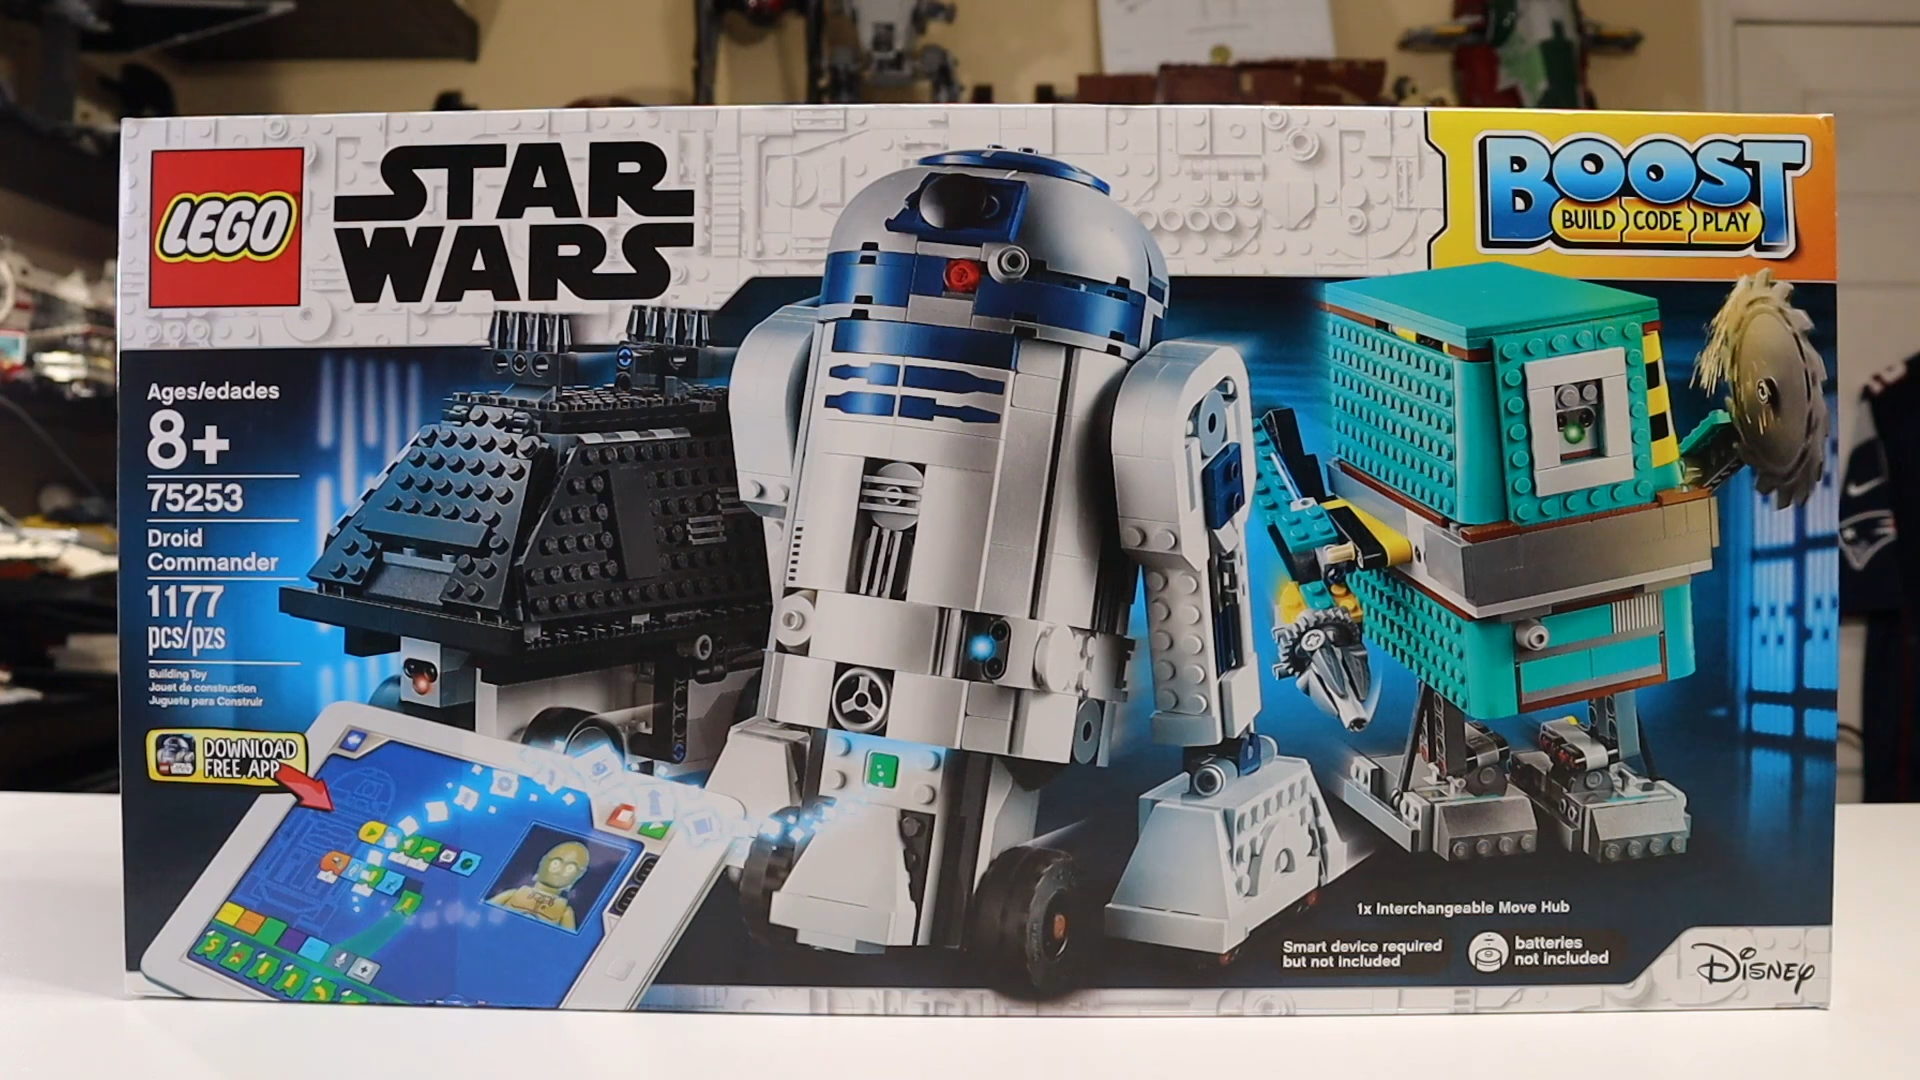 LEGO
STAR
WARS
BOOST
BUILD CODE PLAY
Ages/edades
8+
75253
Droid
Commander
1177
pcs/pzs
Building Toy
Jouet de construction
Juguete para Construir
DOWNLOAD
FREE APP
1x Interchangeable Move Hub
Smart device required
but not included
batteries
not included
Disney